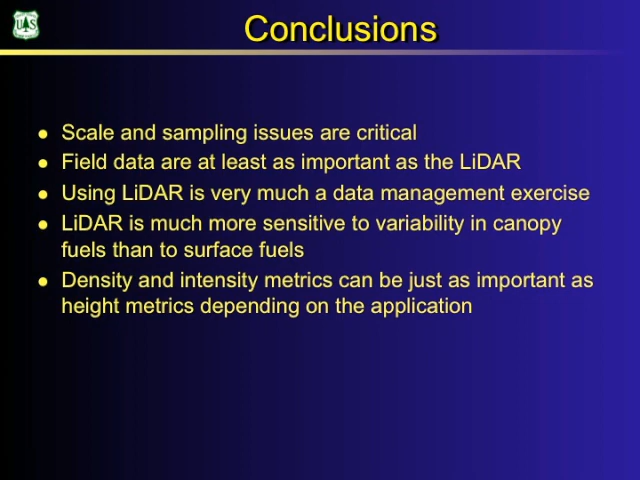 US
Conclusions
● Scale and sampling issues are critical
● Field data are at least as important as the LiDAR
● Using LiDAR is very much a data management exercise
● LiDAR is much more sensitive to variability in canopy
fuels than to surface fuels
● Density and intensity metrics can be just as important as
height metrics depending on the application